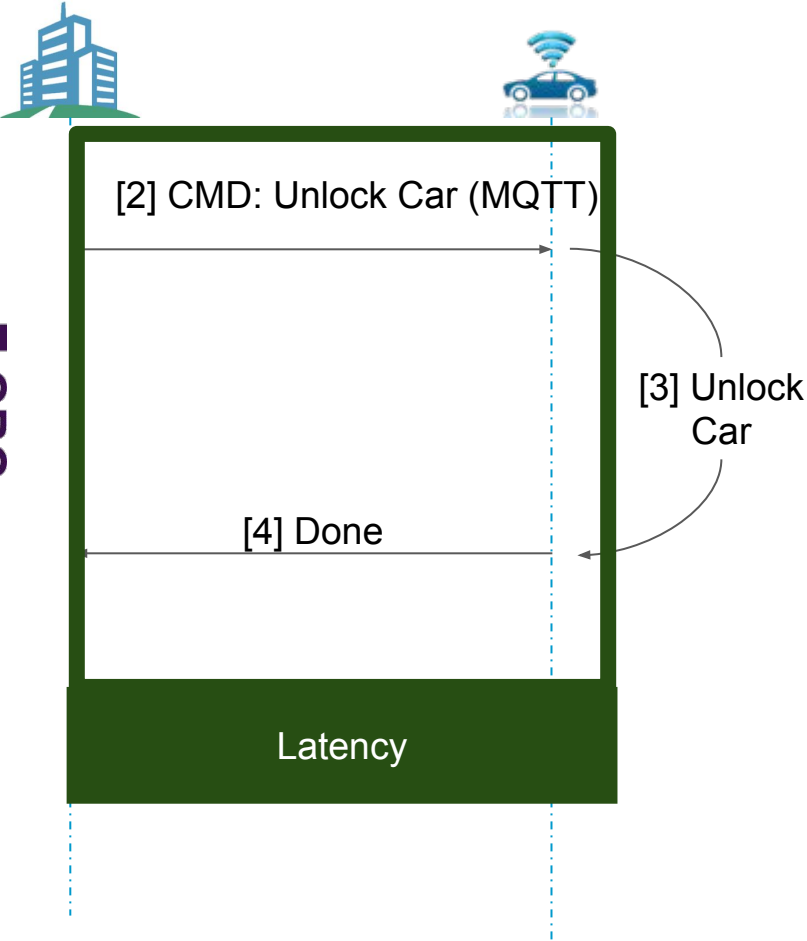 [2] CMD: Unlock Car (MQTT)
[3] Unlock
Car
[4] Done
Latency